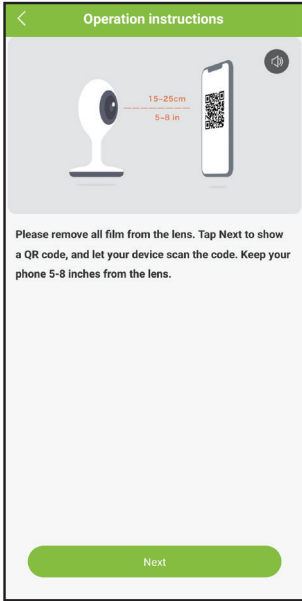 Operation instructions
15-25cm
5-8 in
Please remove all film from the lens. Tap Next to show
a QR code, and let your device scan the code. Keep your
phone 5-8 inches from the lens.
Next